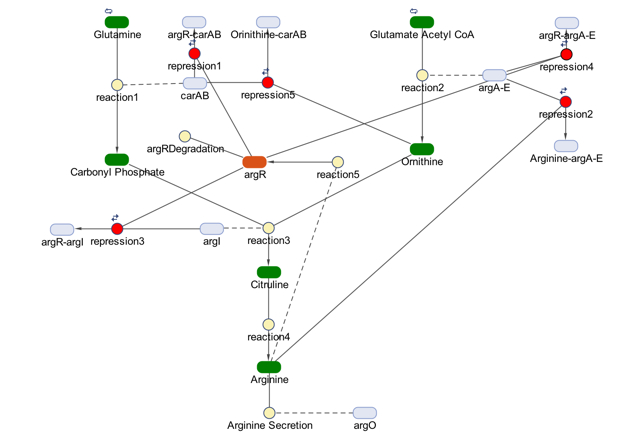 Glutamine
argR-carAB
Orinithine-carAB
Glutamate Acetyl CoA
argR-argA-E
repression1
repression4
reaction1
carAB
repression5
reaction2
argA-E
repression2
argRDegradation
Carbonyl Phosphate
argR
reaction5
Ornithine
Arginine-argA-E
argR-argI
repression3
argI
reaction3
Citruline
reaction4
Arginine
Arginine Secretion
argO